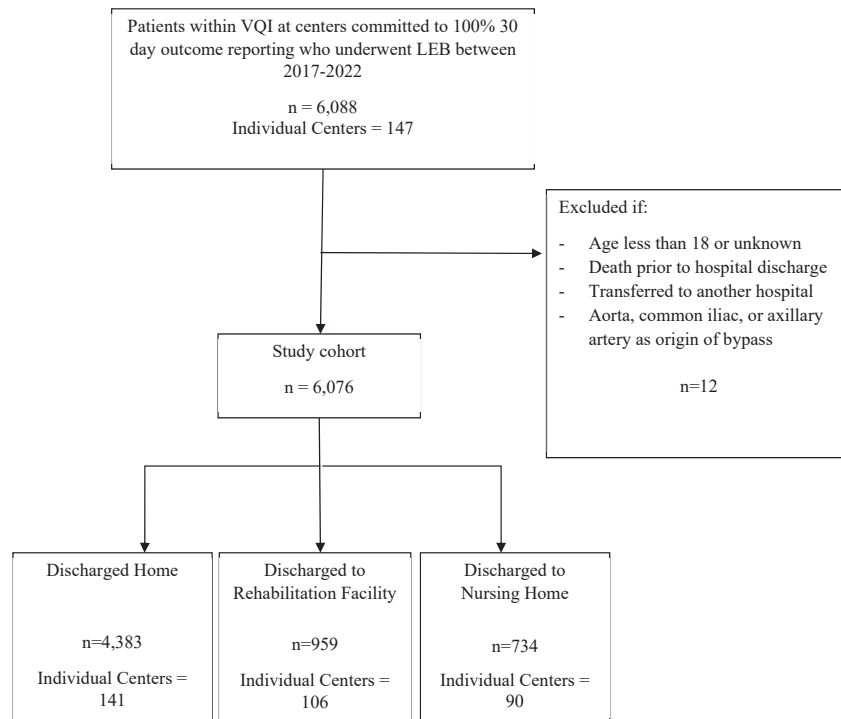 Patients within VQI at centers committed to 100% 30
day outcome reporting who underwent LEB between
2017-2022
n = 6,088
Individual Centers = 147
Excluded if:
- Age less than 18 or unknown
- Death prior to hospital discharge
- Transferred to another hospital
- Aorta, common iliac, or axillary
artery as origin of bypass
n=12
Study cohort
n = 6,076
Discharged Home
n=4,383
Individual Centers =
141
Discharged to
Rehabilitation Facility
n=959
Individual Centers =
106
Discharged to
Nursing Home
n=734
Individual Centers =
90